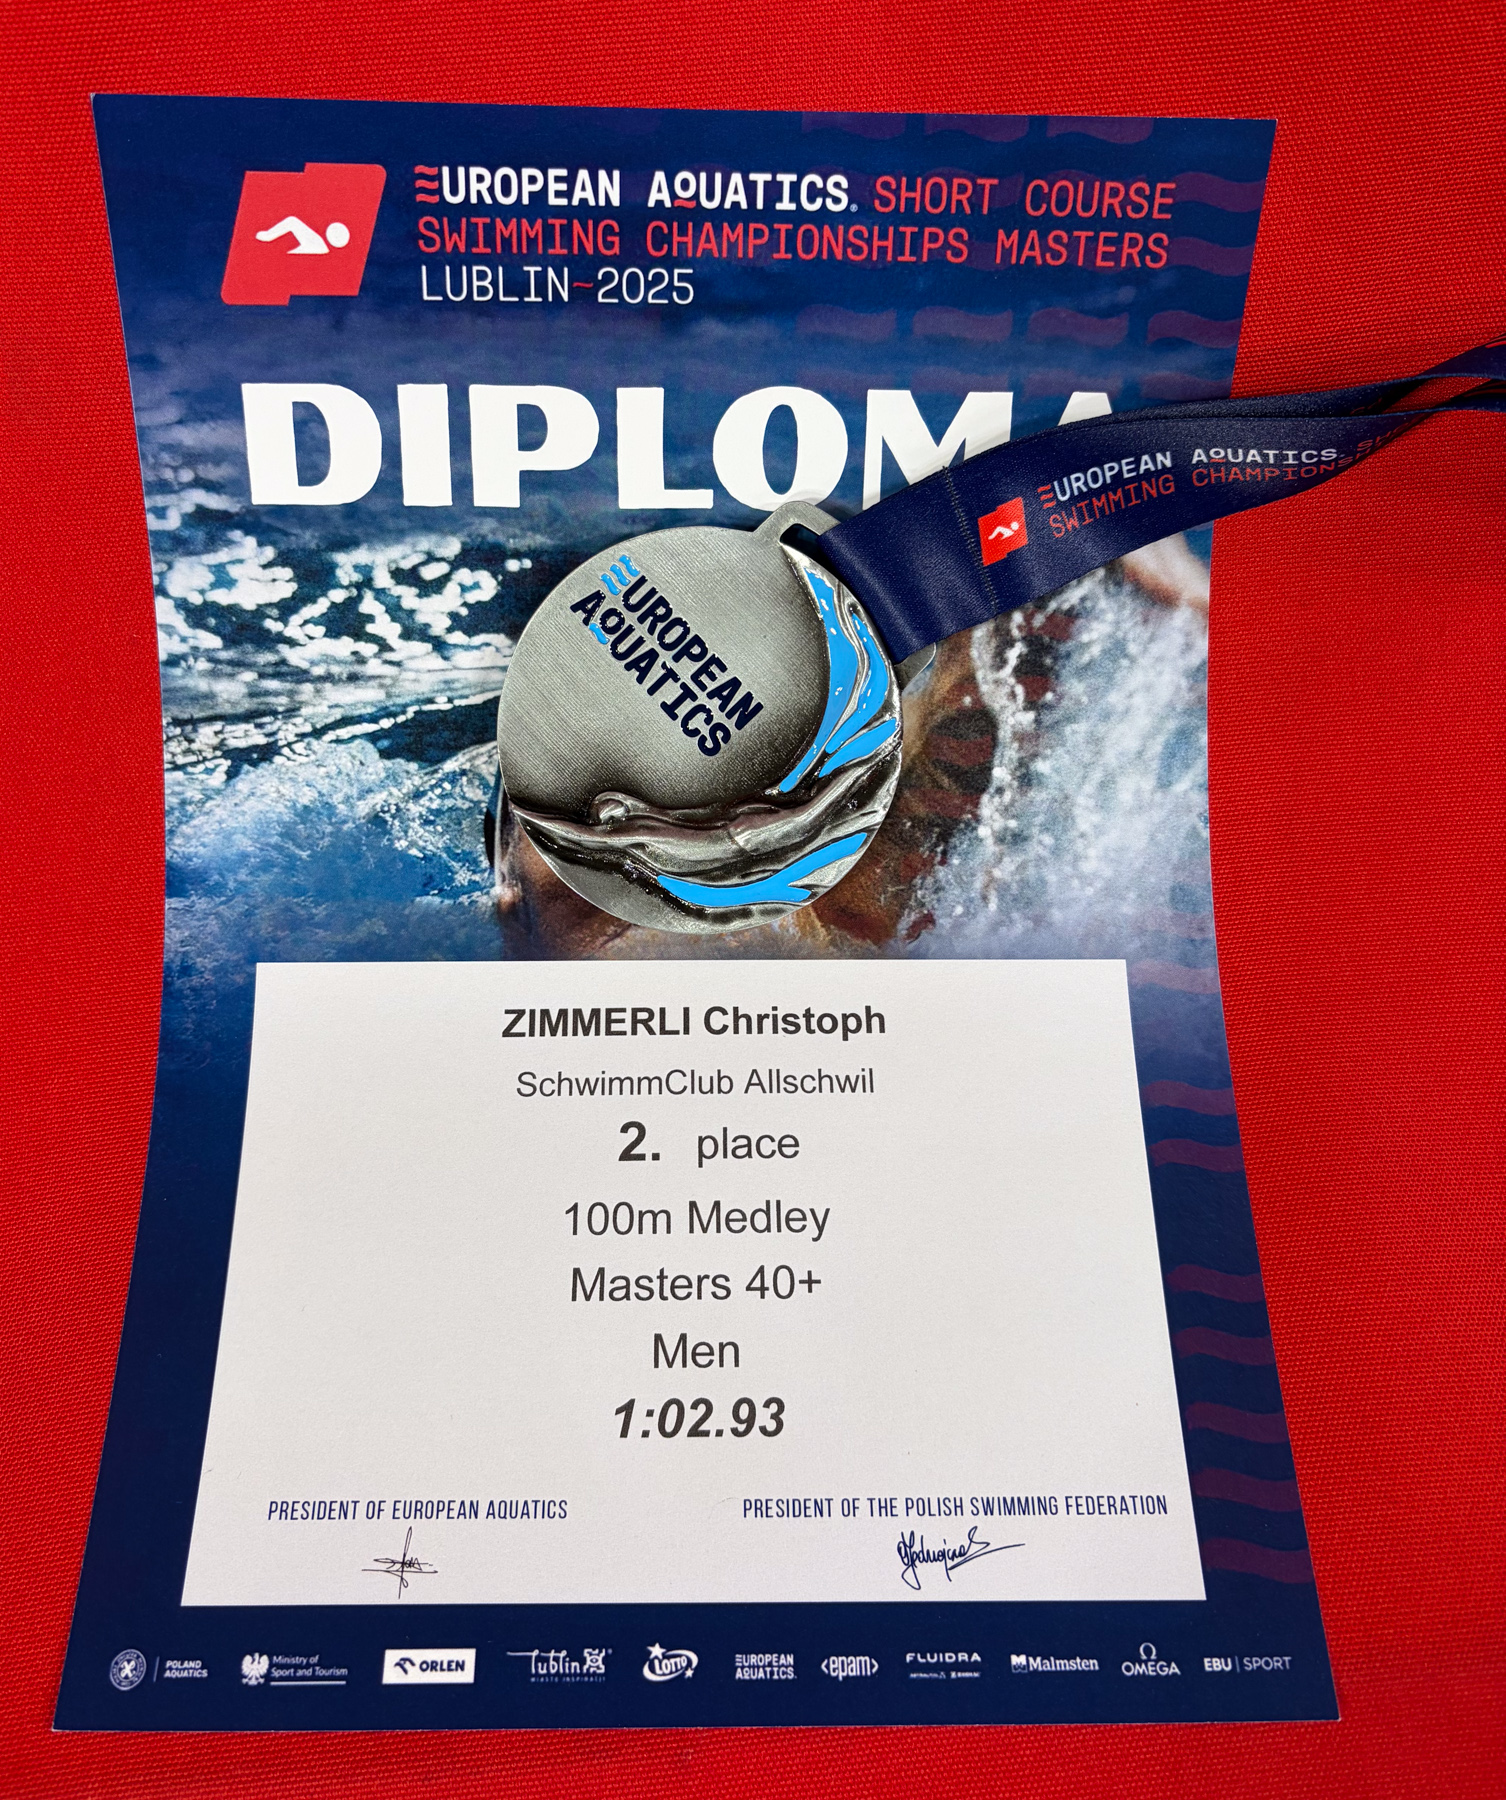 EUROPEAN AQUATICS. SHORT COURSE
SWIMMING CHAMPIONSHIPS MASTERS
LUBLIN~2025
DIPLOMA
EUROPEAN AQUATICS
SWIMMING CHAMPIONS
EUROPEAN
AQUATICS
ZIMMERLI Christoph
SchwimmClub Allschwil
2. place
100m Medley
Masters 40+
Men
1:02.93
PRESIDENT OF EUROPEAN AQUATICS
PRESIDENT OF THE POLISH SWIMMING FEDERATION
POLAND
AQUATICS
Ministry of
Sport and Tourism
ORLEN
Lublin
MIASTO INSPIRACJI
LOTTO
EUROPEAN
AQUATICS.
<epam>
FLUIDRA
Malmsten
Ω
OMEGA
EBU | SPORT